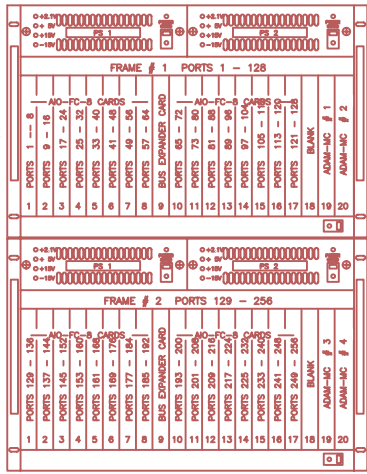 +2.1V
+ 5V
+15V
-15V
PS 1
+2.1V
+ 5V
+15V
-15V
PS 2
FRAME # 1 PORTS 1 - 128
AIO-FC-8 CARDS
AIO-FC-8 CARDS
PORTS 1 -- 8
PORTS 9 - 16
PORTS 17 - 24
PORTS 25 - 32
PORTS 33 - 40
PORTS 41 - 48
PORTS 49 - 56
PORTS 57 - 64
BUS EXPANDER CARD
PORTS 65 - 72
PORTS 73 - 80
PORTS 81 - 88
PORTS 89 - 96
PORTS 97 - 104
PORTS 105 - 112
PORTS 113 - 120
PORTS 121 - 128
BLANK
ADAM-MC # 1
ADAM-MC # 2
1 2 3 4 5 6 7 8 9 10 11 12 13 14 15 16 17 18 19 20
+2.1V
+ 5V
+15V
-15V
PS 1
+2.1V
+ 5V
+15V
-15V
PS 2
FRAME # 2 PORTS 129 - 256
AIO-FC-8 CARDS
AIO-FC-8 CARDS
PORTS 129 - 136
PORTS 137 - 144
PORTS 145 - 152
PORTS 153 - 160
PORTS 161 - 168
PORTS 169 - 176
PORTS 177 - 184
PORTS 185 - 192
BUS EXPANDER CARD
PORTS 193 - 200
PORTS 201 - 208
PORTS 209 - 216
PORTS 217 - 224
PORTS 225 - 232
PORTS 233 - 240
PORTS 241 - 248
PORTS 249 - 256
BLANK
ADAM-MC # 3
ADAM-MC # 4
1 2 3 4 5 6 7 8 9 10 11 12 13 14 15 16 17 18 19 20